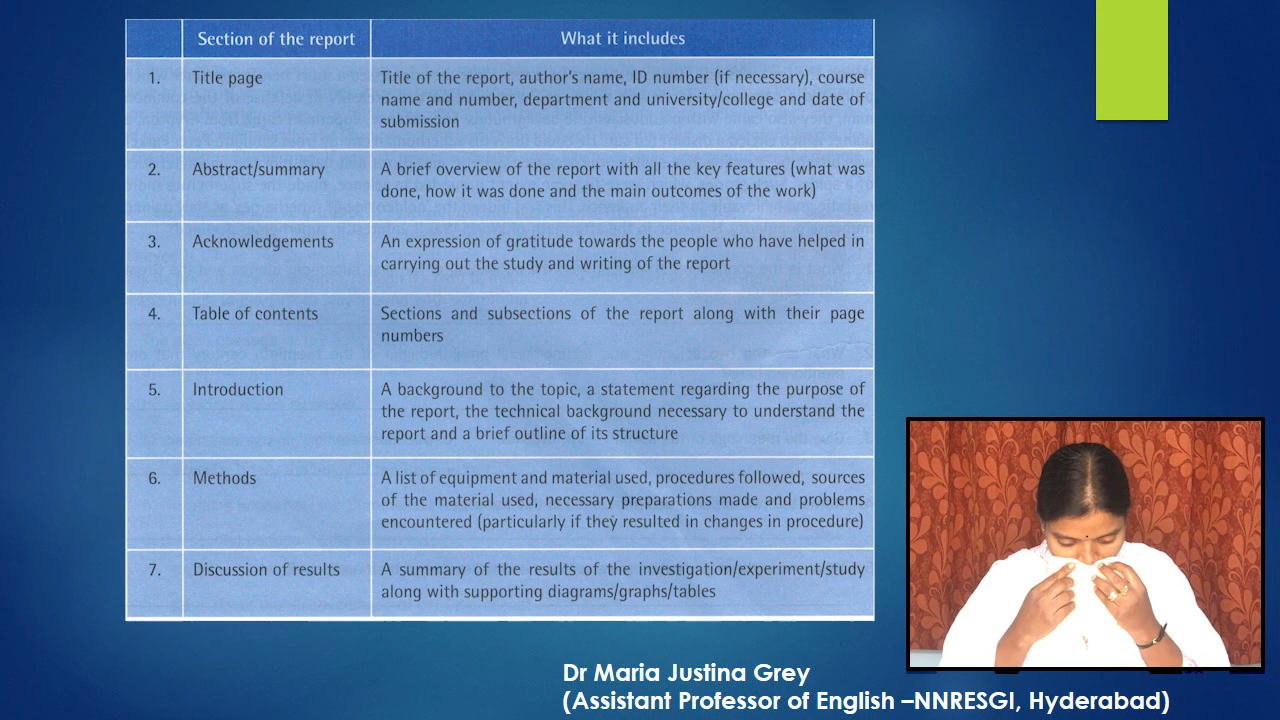 Section of the report What it includes
1. Title page Title of the report, author's name, ID number (if necessary), course
name and number, department and university/college and date of
submission
2. Abstract/summary A brief overview of the report with all the key features (what was
done, how it was done and the main outcomes of the work)
3. Acknowledgements An expression of gratitude towards the people who have helped in
carrying out the study and writing of the report
4. Table of contents Sections and subsections of the report along with their page
numbers
5. Introduction A background to the topic, a statement regarding the purpose of
the report, the technical background necessary to understand the
report and a brief outline of its structure
6. Methods A list of equipment and material used, procedures followed, sources
of the material used, necessary preparations made and problems
encountered (particularly if they resulted in changes in procedure)
7. Discussion of results A summary of the results of the investigation/experiment/study
along with supporting diagrams/graphs/tables
Dr Maria Justina Grey
(Assistant Professor of English –NNRESGI, Hyderabad)